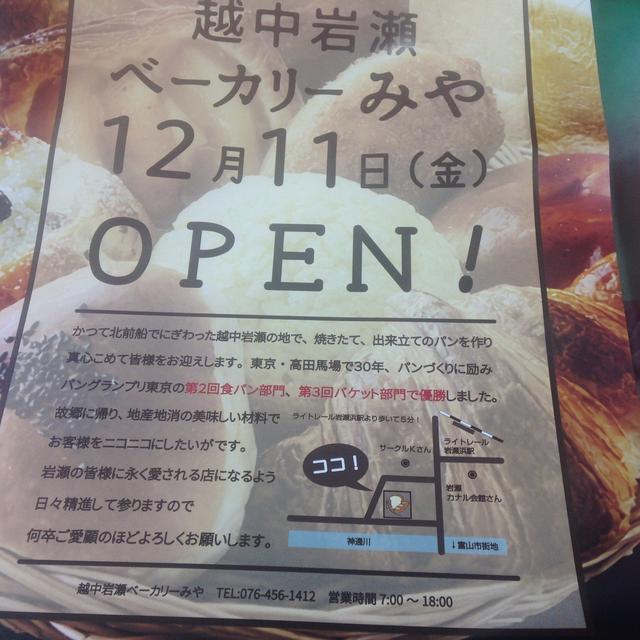 越中岩瀬
ベーカリーみや
12月11日(金)
OPEN!
かつて北前船でにぎわった越中岩瀬の地で、焼きたて、出来立てのパンを作り
真心こめて皆様をお迎えします。東京・高田馬場で30年、パンづくりに励み
パングランプリ東京の第2回食パン部門、第3回バケット部門で優勝しました。
故郷に帰り、地産地消の美味しい材料で
お客様をニコニコにしたいがです。
岩瀬の皆様に永く愛される店になるよう
日々精進して参りますので
何卒ご愛顧のほどよろしくお願いします。
ライトレール岩瀬浜駅より歩いて5分!
サークルKさん
ライトレール
岩瀬浜駅
ココ!
岩瀬
カナル会館さん
神通川
↓富山市街地
越中岩瀬ベーカリーみや TEL:076-456-1412 営業時間 7:00 〜 18:00